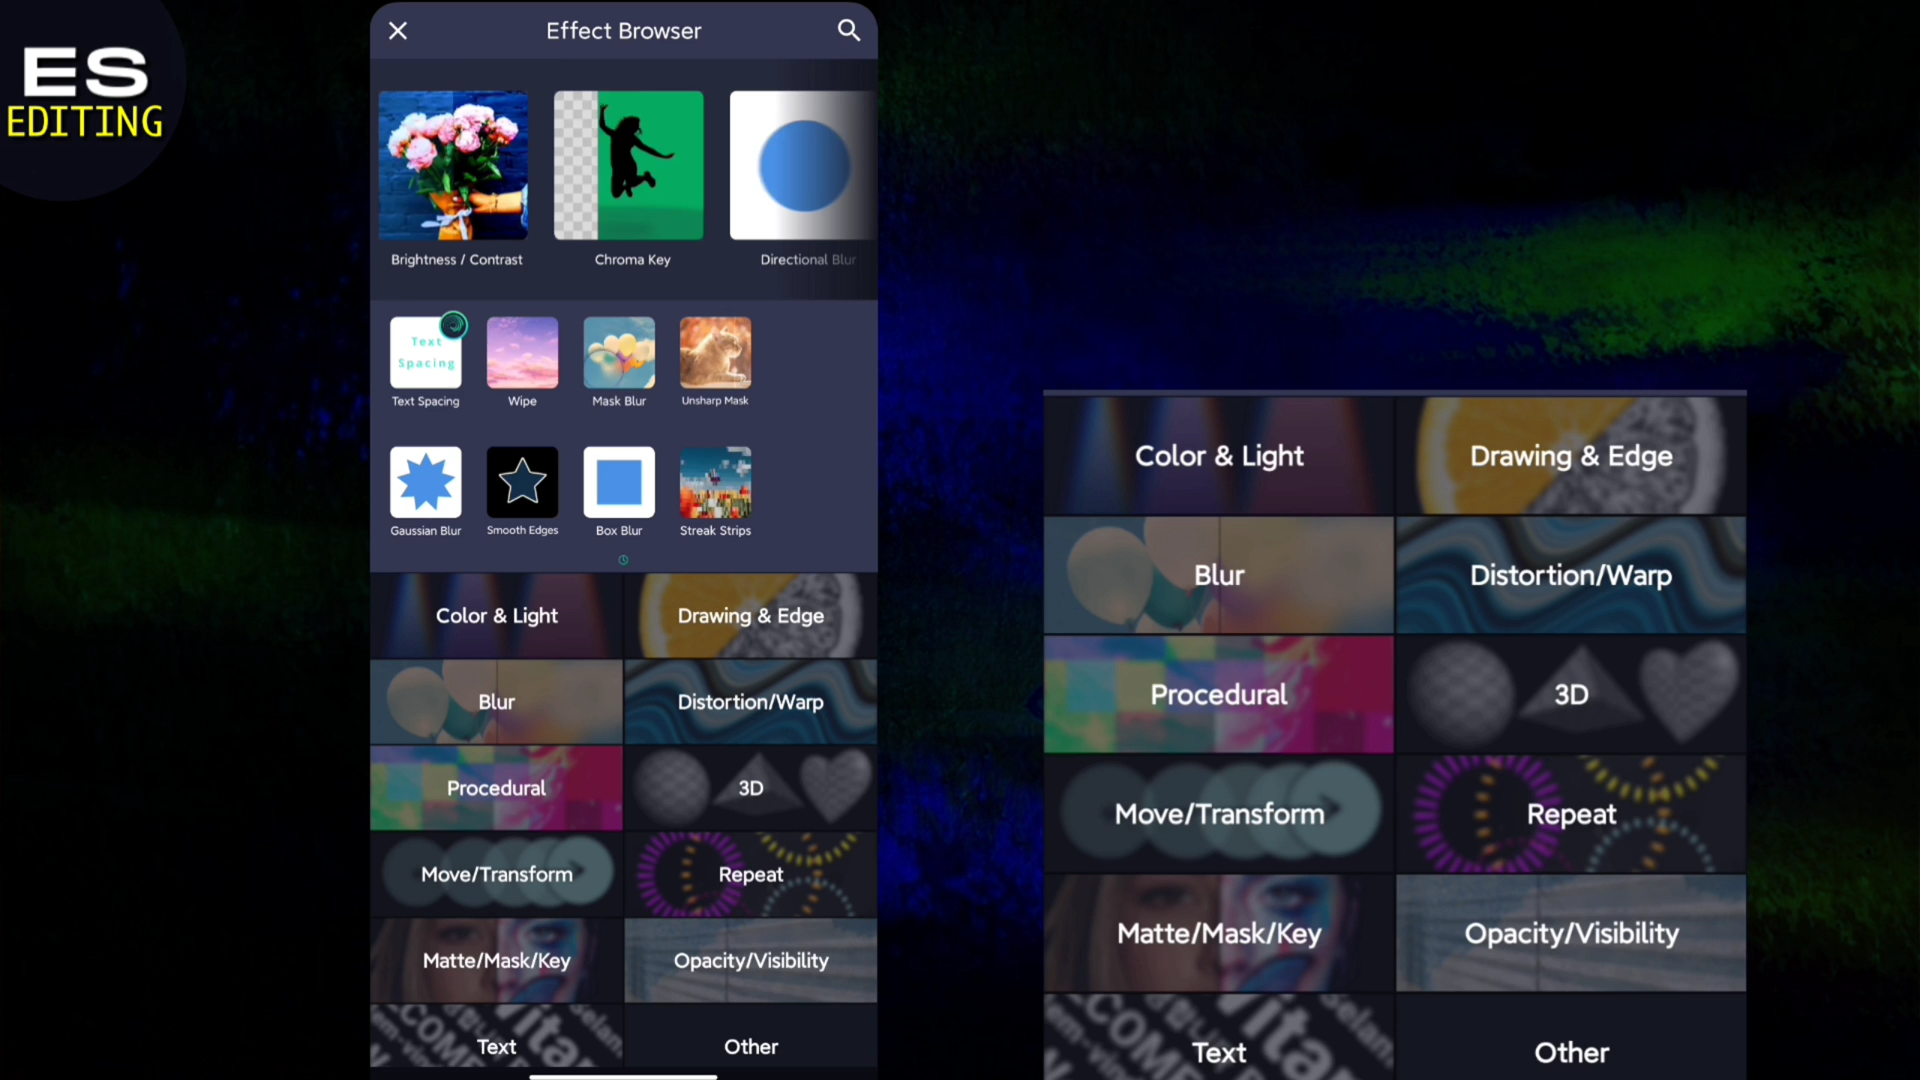 ES
EDITING
Effect Browser
Brightness / Contrast
Chroma Key
Directional Blur
Text
Spacing
Text Spacing
Wipe
Mask Blur
Unsharp Mask
Gaussian Blur
Smooth Edges
Box Blur
Streak Strips
Color & Light
Drawing & Edge
Blur
Distortion/Warp
Procedural
3D
Move/Transform
Repeat
Matte/Mask/Key
Opacity/Visibility
Text
Other
Color & Light
Drawing & Edge
Blur
Distortion/Warp
Procedural
3D
Move/Transform
Repeat
Matte/Mask/Key
Opacity/Visibility
Text
Other